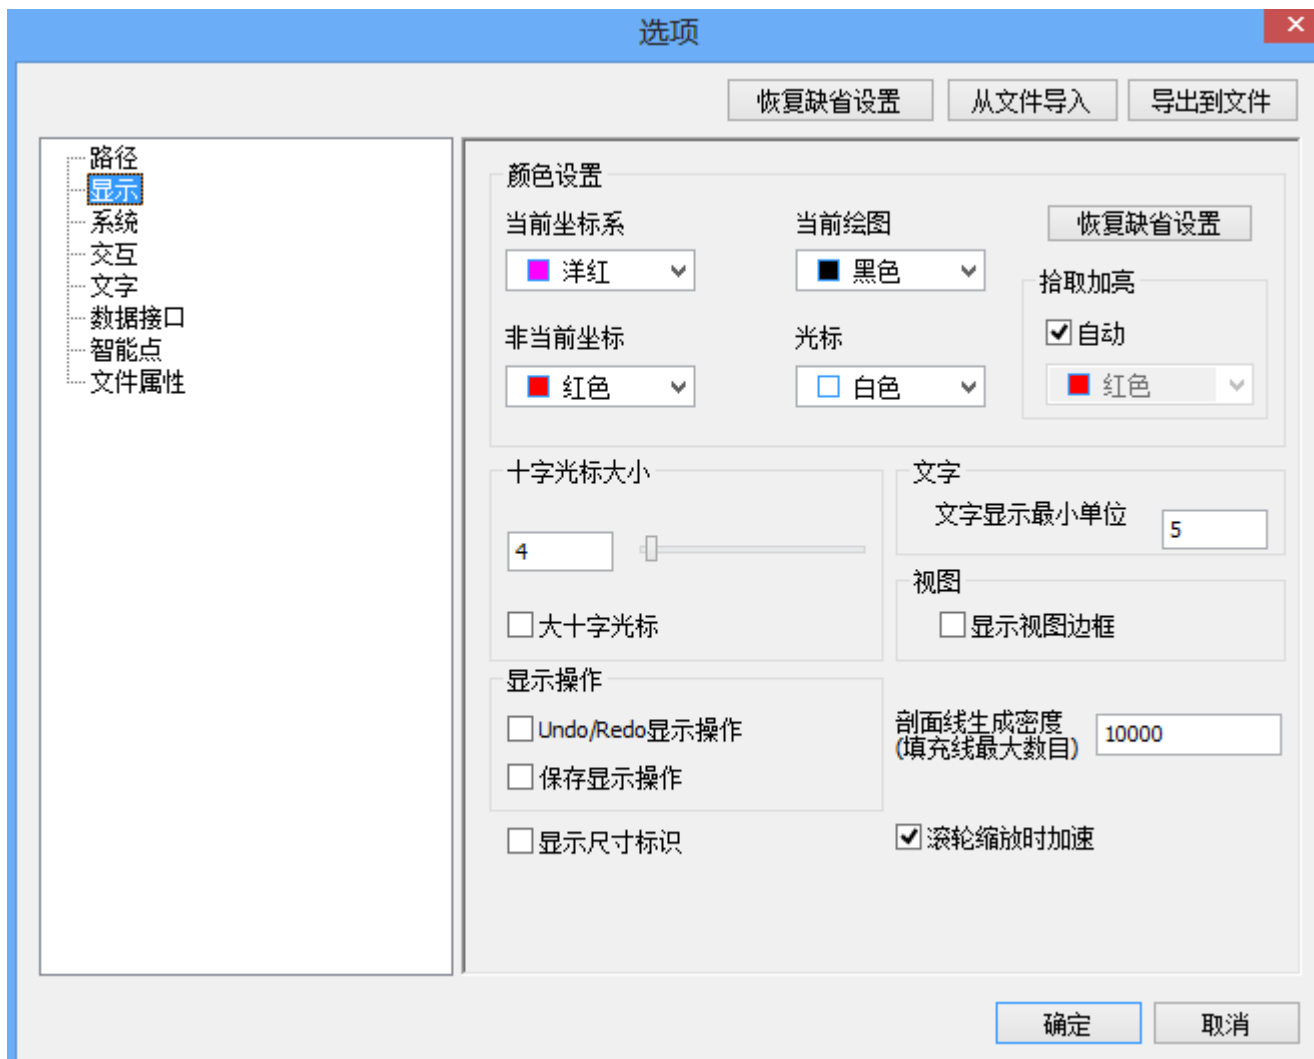 选项
恢复缺省设置 从文件导入 导出到文件
路径
显示
系统
交互
文字
数据接口
智能点
文件属性
颜色设置
当前坐标系 当前绘图 恢复缺省设置
洋红 黑色
拾取加亮
非当前坐标 光标 自动
红色 白色 红色
十字光标大小 文字
文字显示最小单位 5
4
视图
大十字光标 显示视图边框
显示操作
Undo/Redo显示操作
剖面线生成密度
(填充线最大数目) 10000
保存显示操作
显示尺寸标识 滚轮缩放时加速
确定 取消